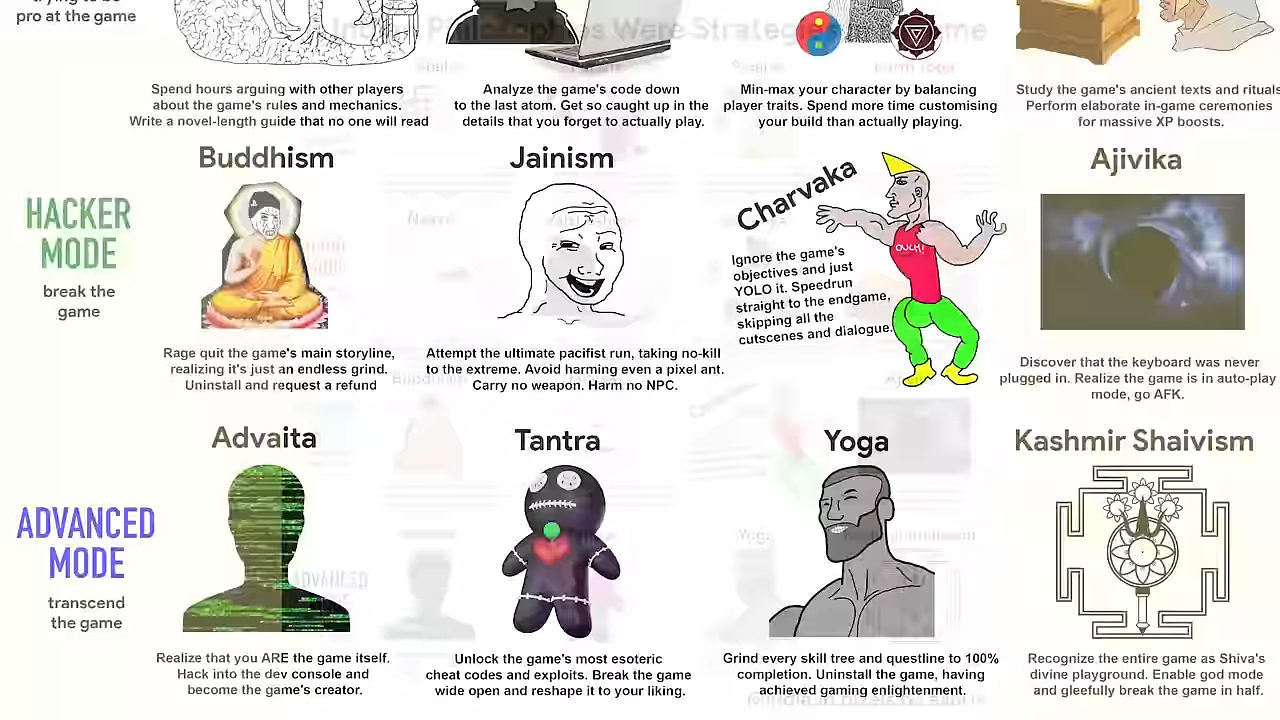 trying to be
pro at the game
Indian Philosophies Were Strategies Game
Spend hours arguing with other players
about the game's rules and mechanics.
Write a novel-length guide that no one will read
Analyze the game's code down
to the last atom. Get so caught up in the
details that you forget to actually play.
Min-max your character by balancing
player traits. Spend more time customising
your build than actually playing.
Study the game's ancient texts and rituals
Perform elaborate in-game ceremonies
for massive XP boosts.
HACKER
MODE
break the
game
Buddhism
Rage quit the game's main storyline,
realizing it's just an endless grind.
Uninstall and request a refund
Jainism
Attempt the ultimate pacifist run, taking no-kill
to the extreme. Avoid harming even a pixel ant.
Carry no weapon. Harm no NPC.
Charvaka
Ignore the game's
objectives and just
YOLO it. Speedrun
straight to the endgame,
skipping all the
cutscenes and dialogue.
OUCH!
Ajivika
Discover that the keyboard was never
plugged in. Realize the game is in auto-play
mode, go AFK.
ADVANCED
MODE
transcend
the game
Advaita
Realize that you ARE the game itself.
Hack into the dev console and
become the game's creator.
Tantra
Unlock the game's most esoteric
cheat codes and exploits. Break the game
wide open and reshape it to your liking.
Yoga
Grind every skill tree and questline to 100%
completion. Uninstall the game, having
achieved gaming enlightenment.
Kashmir Shaivism
Recognize the entire game as Shiva's
divine playground. Enable god mode
and gleefully break the game in half.